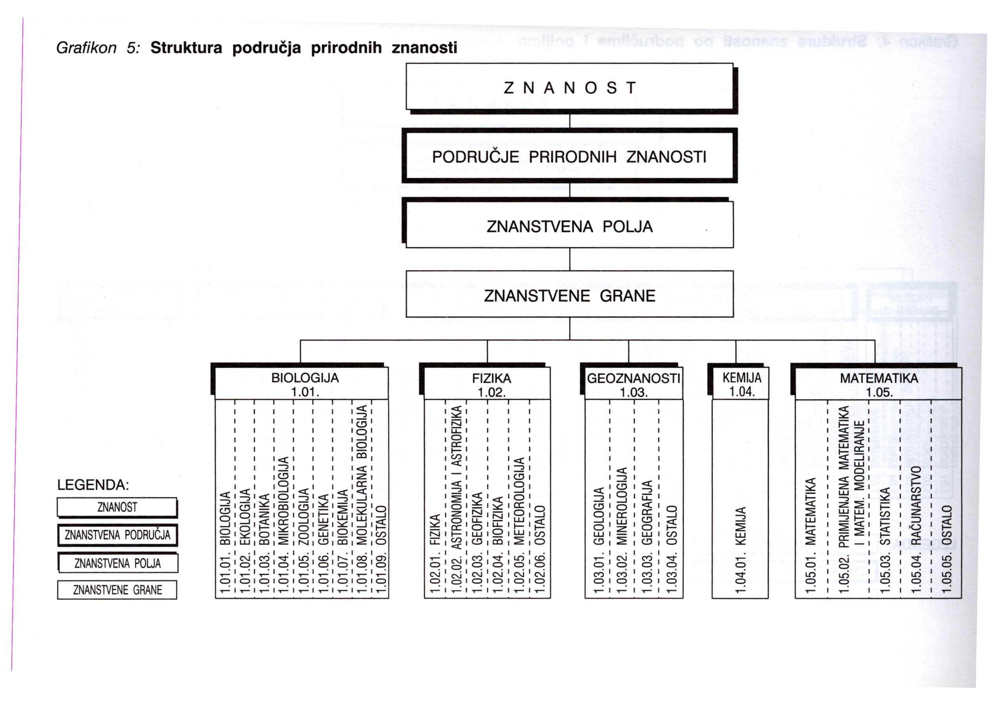 Grafikon 5: Struktura područja prirodnih znanosti
ZNANOST
PODRUČJE PRIRODNIH ZNANOSTI
ZNANSTVENA POLJA
ZNANSTVENE GRANE
BIOLOGIJA
1.01.
1.01.01. BIOLOGIJA
1.01.02. EKOLOGIJA
1.01.03. BOTANIKA
1.01.04. MIKROBIOLOGIJA
1.01.05. ZOOLOGIJA
1.01.06. GENETIKA
1.01.07. BIOKEMIJA
1.01.08. MOLEKULARNA BIOLOGIJA
1.01.09. OSTALO
FIZIKA
1.02.
1.02.01. FIZIKA
1.02.02. ASTRONOMIJA I ASTROFIZIKA
1.02.03. GEOFIZIKA
1.02.04. BIOFIZIKA
1.02.05. METEOROLOGIJA
1.02.06. OSTALO
GEOZNANOSTI
1.03.
1.03.01. GEOLOGIJA
1.03.02. MINEROLOGIJA
1.03.03. GEOGRAFIJA
1.03.04. OSTALO
KEMIJA
1.04.
1.04.01. KEMIJA
MATEMATIKA
1.05.
1.05.01. MATEMATIKA
1.05.02. PRIMIJENJENA MATEMATIKA
I MATEM. MODELIRANJE
1.05.03. STATISTIKA
1.05.04. RAČUNARSTVO
1.05.05. OSTALO
LEGENDA:
ZNANOST
ZNANSTVENA PODRUČJA
ZNANSTVENA POLJA
ZNANSTVENE GRANE